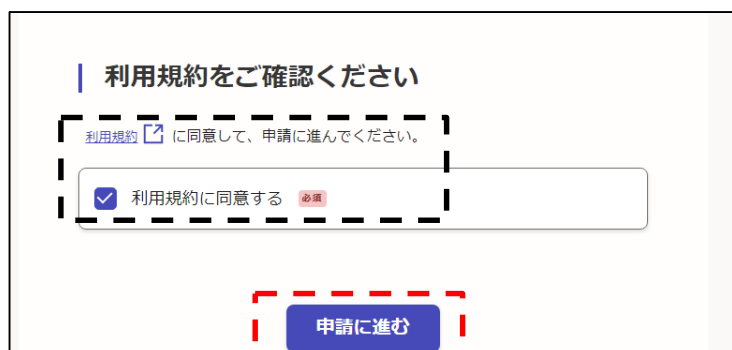 利用規約をご確認ください
利用規約 に同意して、申請に進んでください。
利用規約に同意する 必須
申請に進む